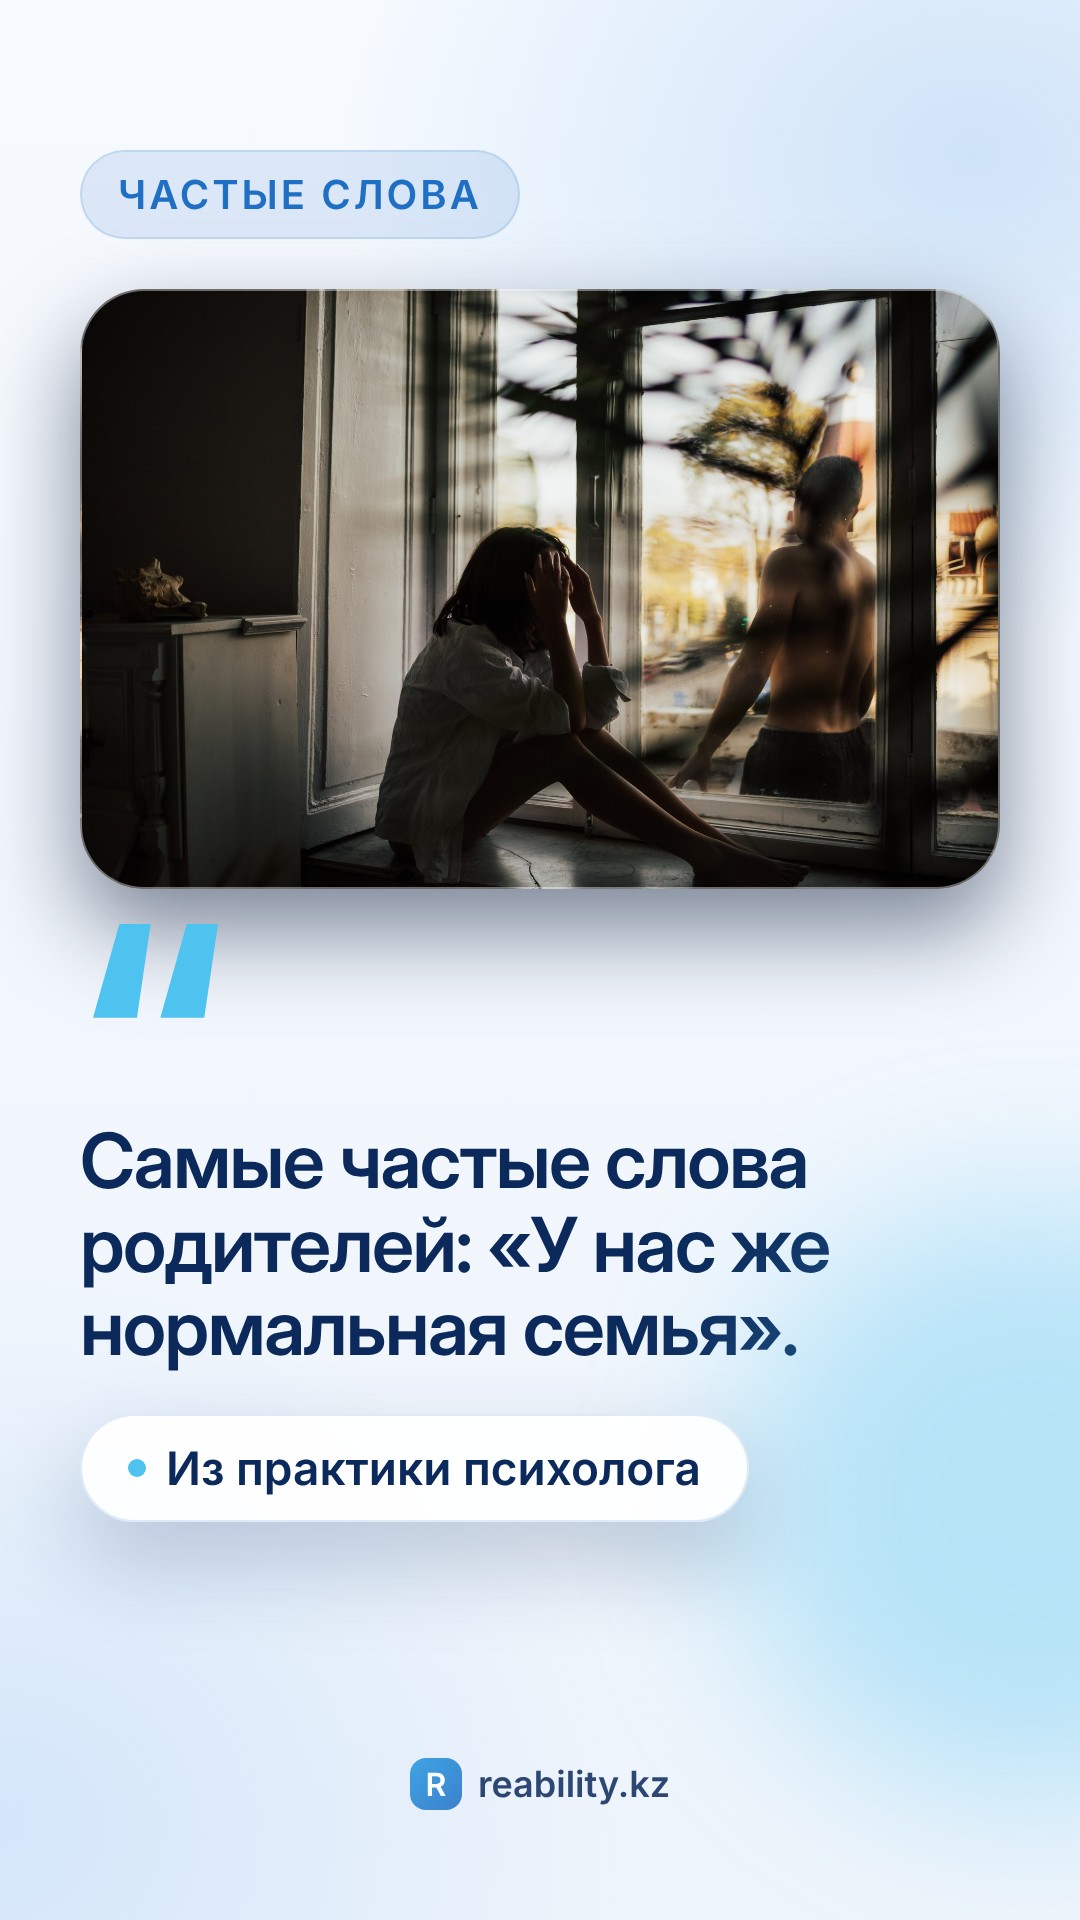 ЧАСТЫЕ СЛОВА
"
Самые частые слова
родителей: «У нас же
нормальная семья».
Из практики психолога
R reability.kz